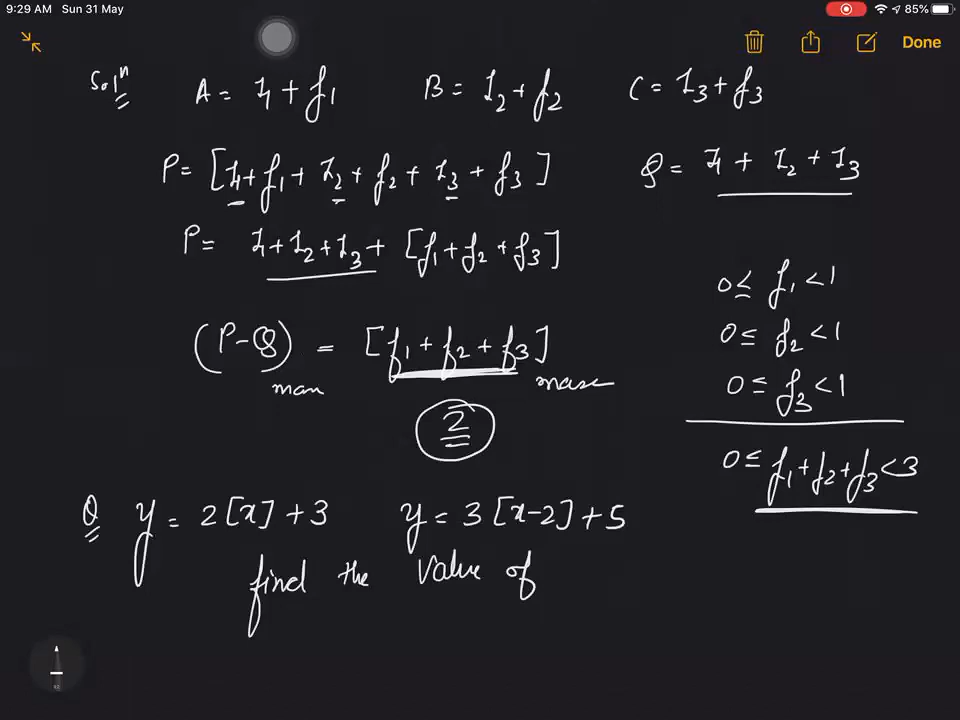 9:29 AM Sun 31 May 85%
Done
Solⁿ A = I₁ + f₁ B = I₂ + f₂ C = I₃ + f₃
P = [I₁ + f₁ + I₂ + f₂ + I₃ + f₃] Q = I₁ + I₂ + I₃
P = I₁ + I₂ + I₃ + [f₁ + f₂ + f₃]
0 ≤ f₁ < 1
(P-Q) = [f₁ + f₂ + f₃] 0 ≤ f₂ < 1
max max 0 ≤ f₃ < 1
2
0 ≤ f₁ + f₂ + f₃ < 3
Q y = 2[x] + 3 y = 3[x-2] + 5
find the value of